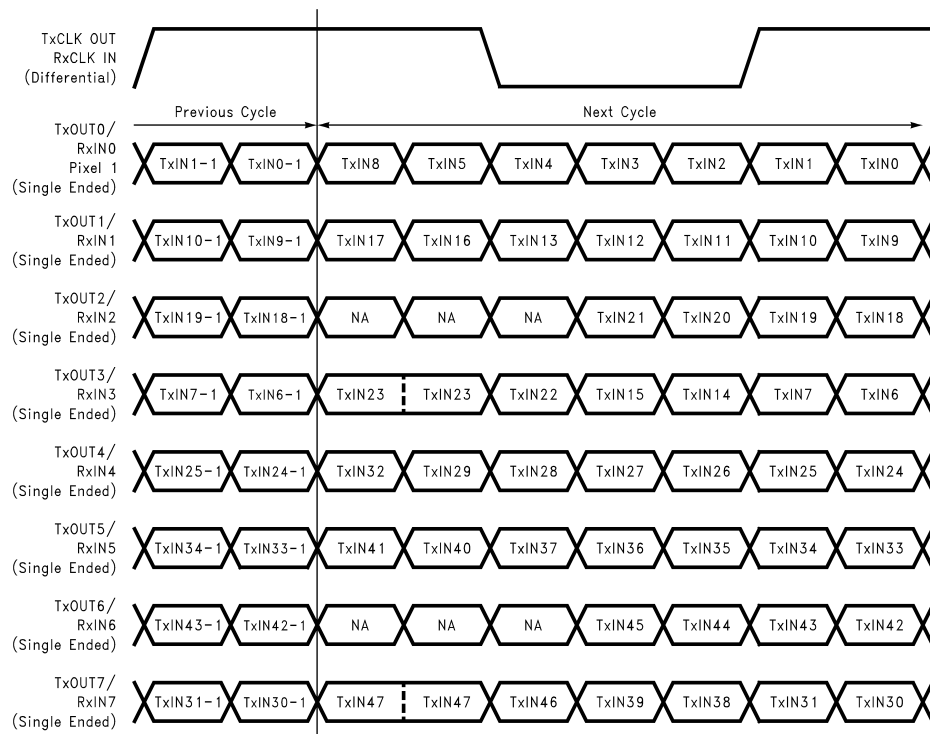 TxCLK OUT
RxCLK IN
(Differential)
Previous Cycle
Next Cycle
TxOUT0/
RxIN0
Pixel 1
(Single Ended)
TxIN1-1 TxIN0-1 TxIN8 TxIN5 TxIN4 TxIN3 TxIN2 TxIN1 TxIN0
TxOUT1/
RxIN1
(Single Ended)
TxIN10-1 TxIN9-1 TxIN17 TxIN16 TxIN13 TxIN12 TxIN11 TxIN10 TxIN9
TxOUT2/
RxIN2
(Single Ended)
TxIN19-1 TxIN18-1 NA NA NA TxIN21 TxIN20 TxIN19 TxIN18
TxOUT3/
RxIN3
(Single Ended)
TxIN7-1 TxIN6-1 TxIN23 TxIN23 TxIN22 TxIN15 TxIN14 TxIN7 TxIN6
TxOUT4/
RxIN4
(Single Ended)
TxIN25-1 TxIN24-1 TxIN32 TxIN29 TxIN28 TxIN27 TxIN26 TxIN25 TxIN24
TxOUT5/
RxIN5
(Single Ended)
TxIN34-1 TxIN33-1 TxIN41 TxIN40 TxIN37 TxIN36 TxIN35 TxIN34 TxIN33
TxOUT6/
RxIN6
(Single Ended)
TxIN43-1 TxIN42-1 NA NA NA TxIN45 TxIN44 TxIN43 TxIN42
TxOUT7/
RxIN7
(Single Ended)
TxIN31-1 TxIN30-1 TxIN47 TxIN47 TxIN46 TxIN39 TxIN38 TxIN31 TxIN30